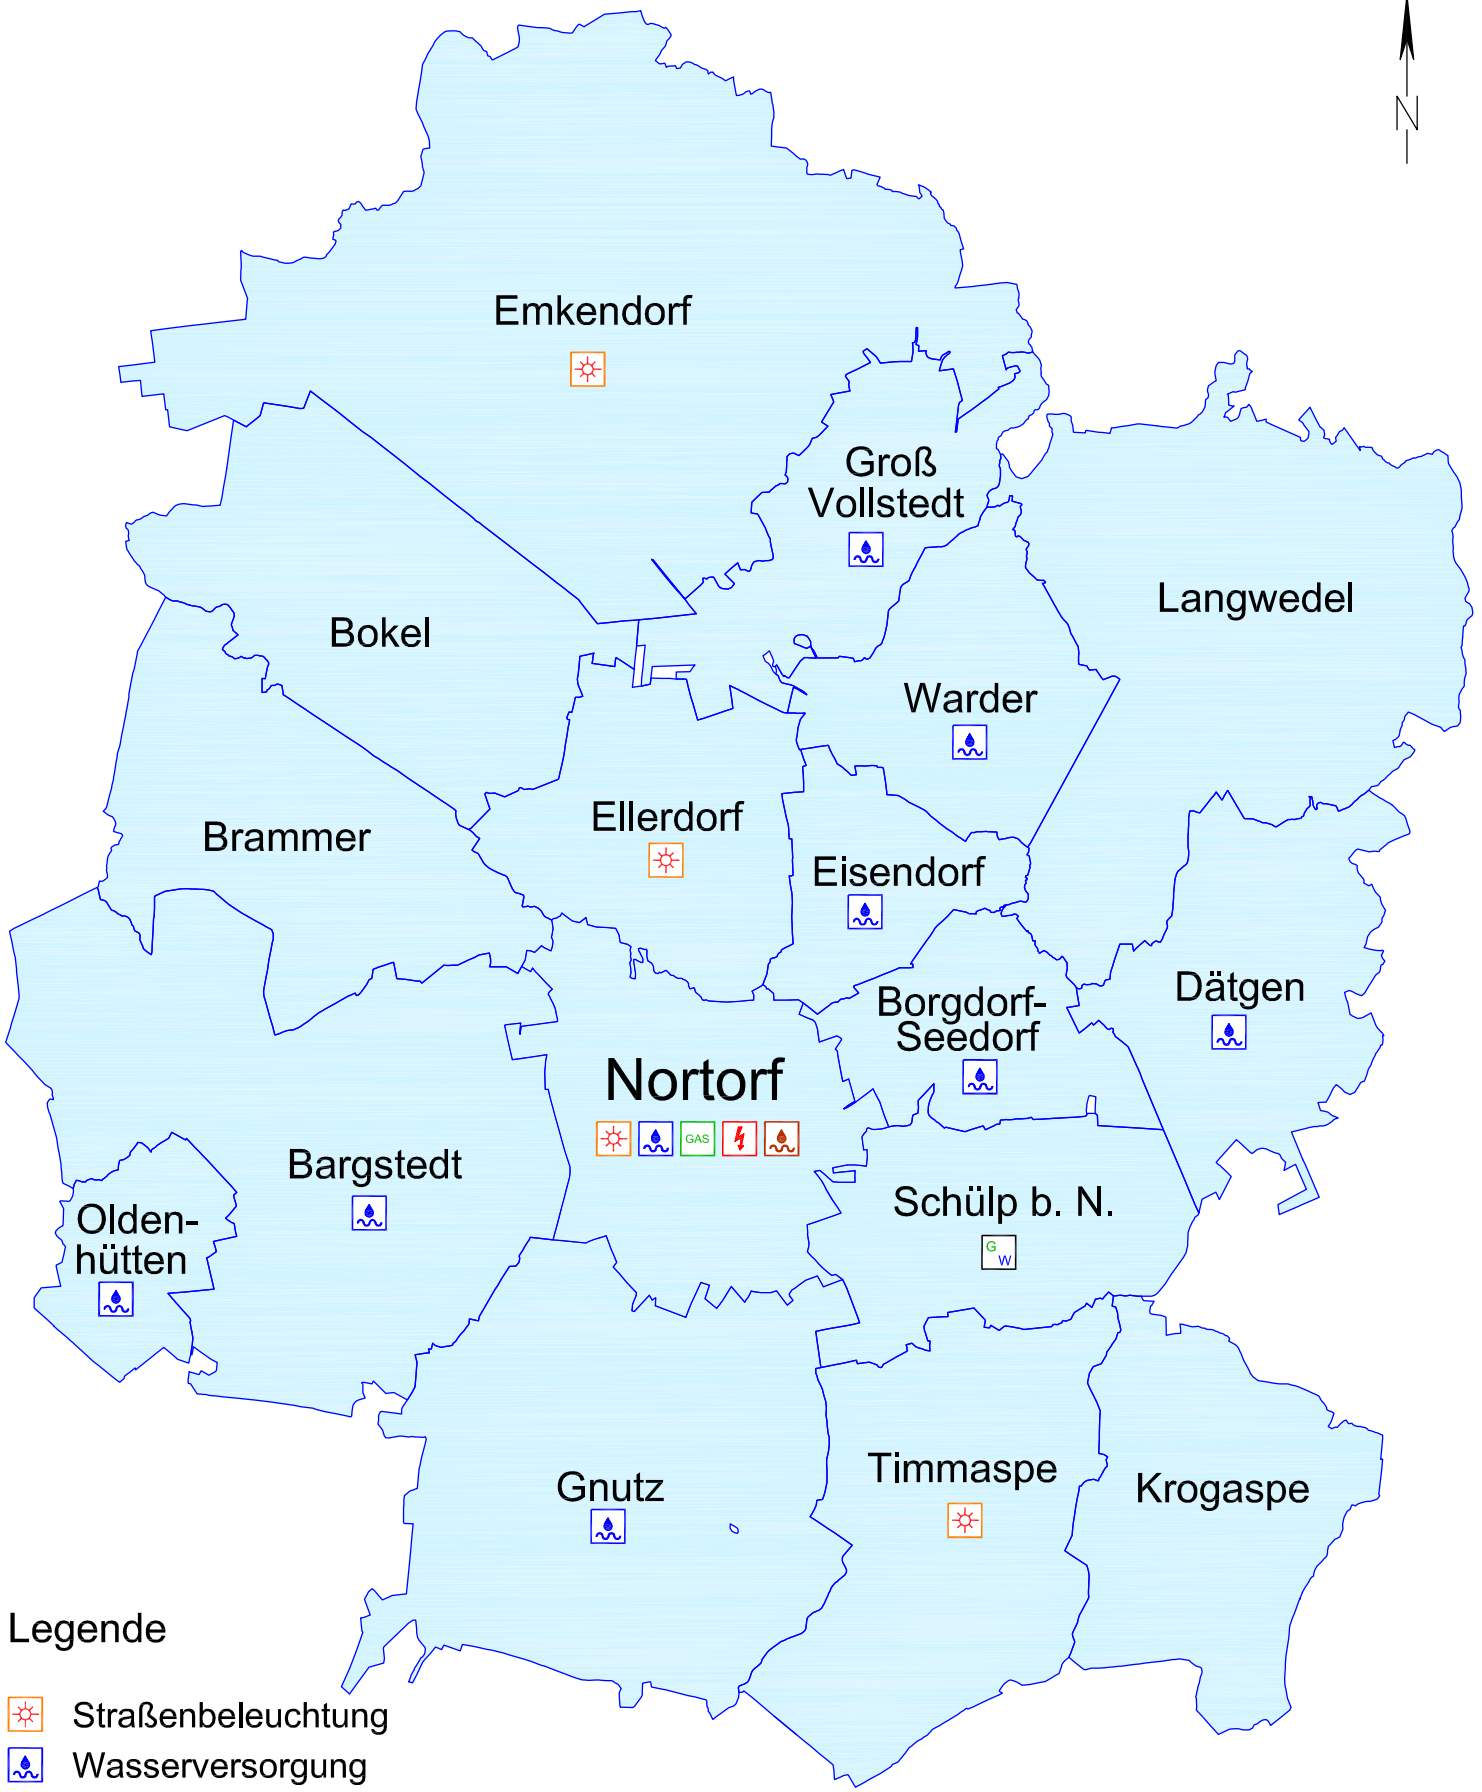 N
Emkendorf
Groß
Vollstedt
Langwedel
Bokel
Warder
Ellerdorf
Brammer
Eisendorf
Dätgen
Borgdorf-
Seedorf
Nortorf
GAS
Bargstedt
Schülp b. N.
G
W
Olden-
hütten
Timmaspe
Gnutz
Krogaspe
Legende
Straßenbeleuchtung
Wasserversorgung